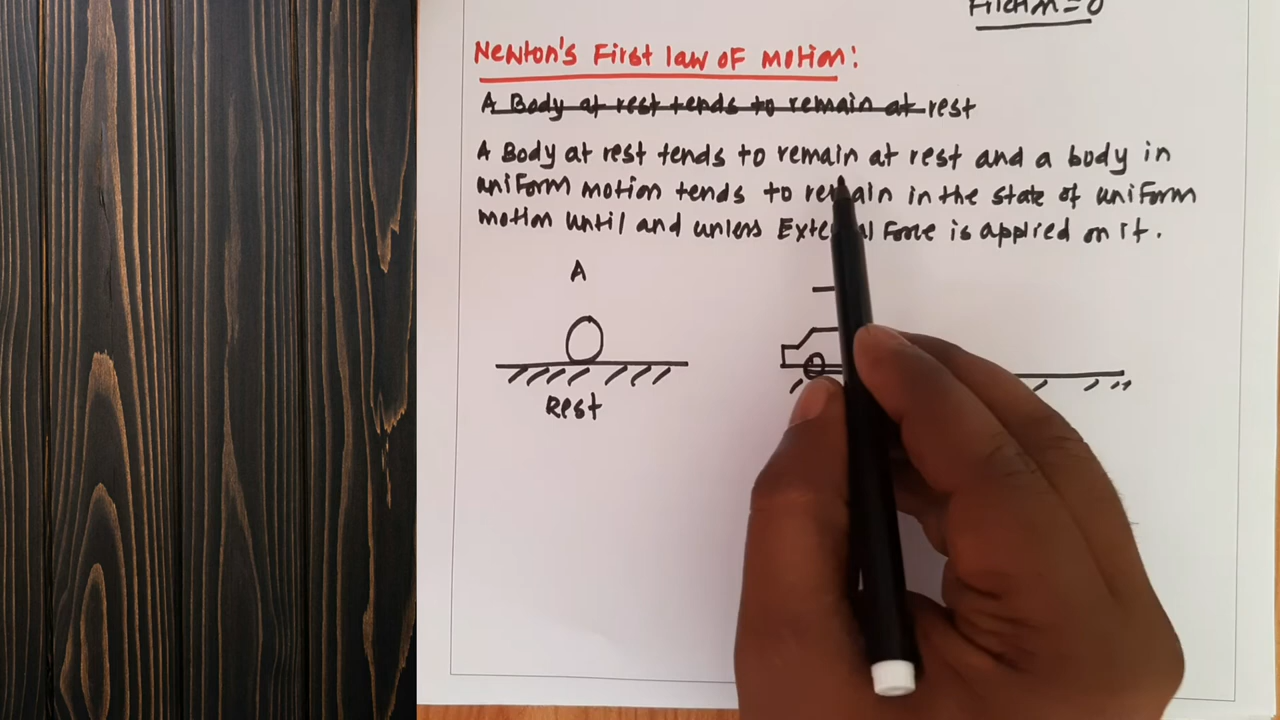 Newton's First law of motion:
A Body at rest tends to remain at rest
A Body at rest tends to remain at rest and a body in
uniform motion tends to remain in the state of uniform
motion until and unless Force is applied on it.
A
Rest